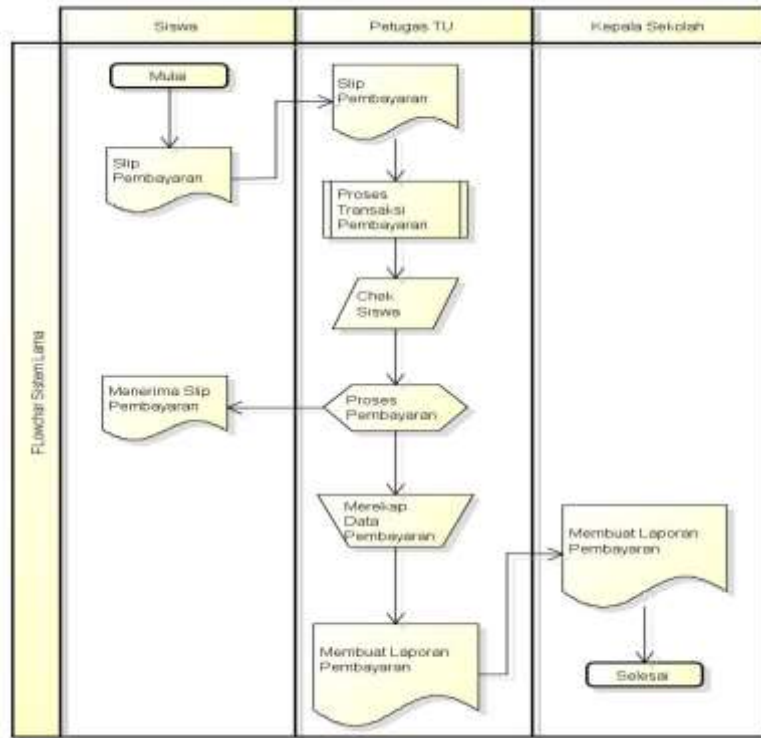 Siswa
Petugas TU
Kepala Sekolah
FLowchar Sistem Lama
Mulai
Slip
Pembayaran
Slip
Pembayaran
Proses
Transaksi
Pembayaran
Chek
Siswa
Menerima Slip
Pembayaran
Proses
Pembayaran
Merekap
Data
Pembayaran
Membuat Laporan
Pembayaran
Membuat Laporan
Pembayaran
Selesai